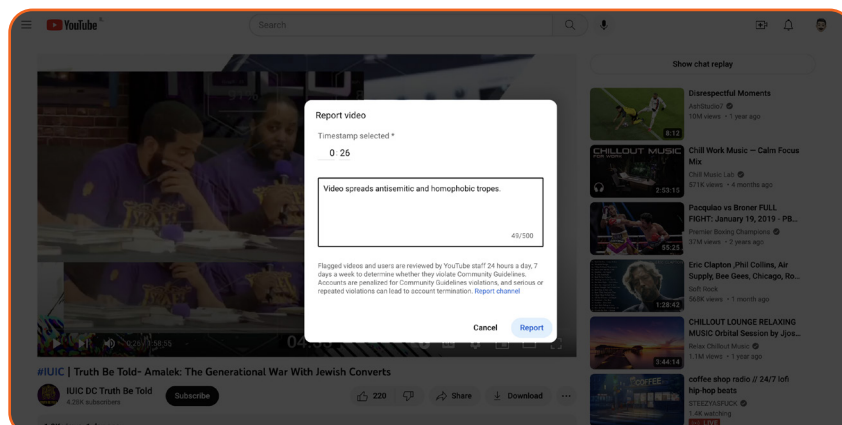 YouTube
Search
Show chat replay
Report video
Timestamp selected *
0:26
Video spreads antisemitic and homophobic tropes.
49/500
Flagged videos and users are reviewed by YouTube staff 24 hours a day, 7
days a week to determine whether they violate Community Guidelines.
Accounts are penalized for Community Guidelines violations, and serious or
repeated violations can lead to account termination. Report channel
Cancel
Report
#IUIC | Truth Be Told- Amalek: The Generational War With Jewish Converts
IUIC DC Truth Be Told
4.26K subscribers
Subscribe
220
Share
Download
Disrespectful Moments
10M views • 1 year ago
8:12
CHILLOUT MUSIC
FOR WORK
Chill Work Music — Calm Focus
Mix
Chill Music Lab
571K views • 4 months ago
2:53:15
Pacquiao vs Broner FULL
FIGHT: January 19, 2019 - PB...
Premier Boxing Champions
37M views • 2 years ago
55:25
Eric Clapton ,Phil Collins, Air
Supply, Bee Gees, Chicago, Ro...
Soft Rock
568K views • 1 month ago
1:28:42
CHILLOUT LOUNGE RELAXING
MUSIC Orbital Session by Jjos...
Relax Chillout Music
1.1M views • 1 year ago
3:44:14
COFFEE
coffee shop radio // 24/7 lofi
hip-hop beats
STEEZYASFUCK
1.4K watching
LIVE